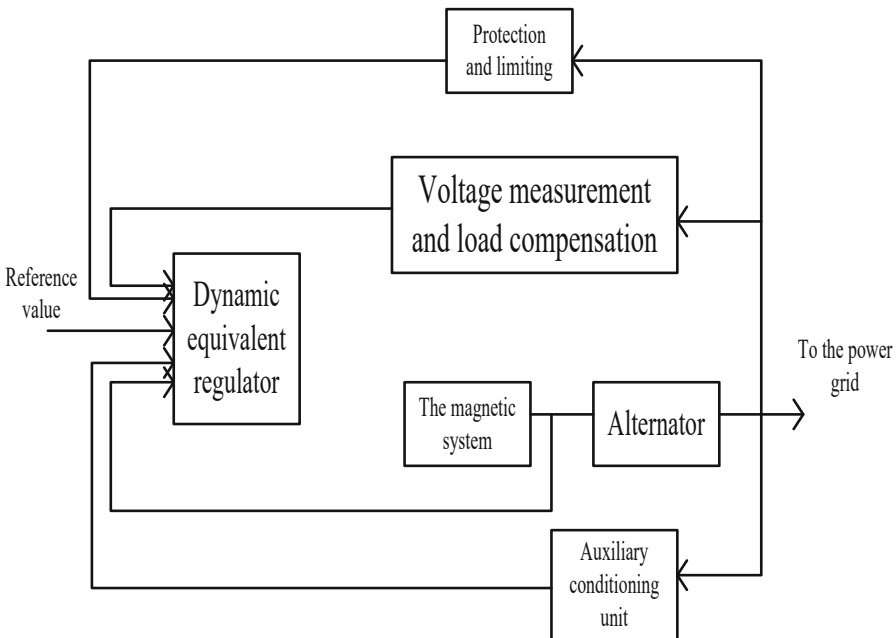 Protection
and limiting
Voltage measurement
and load compensation
Reference
value
Dynamic
equivalent
regulator
To the power
grid
The magnetic
system
Alternator
Auxiliary
conditioning
unit